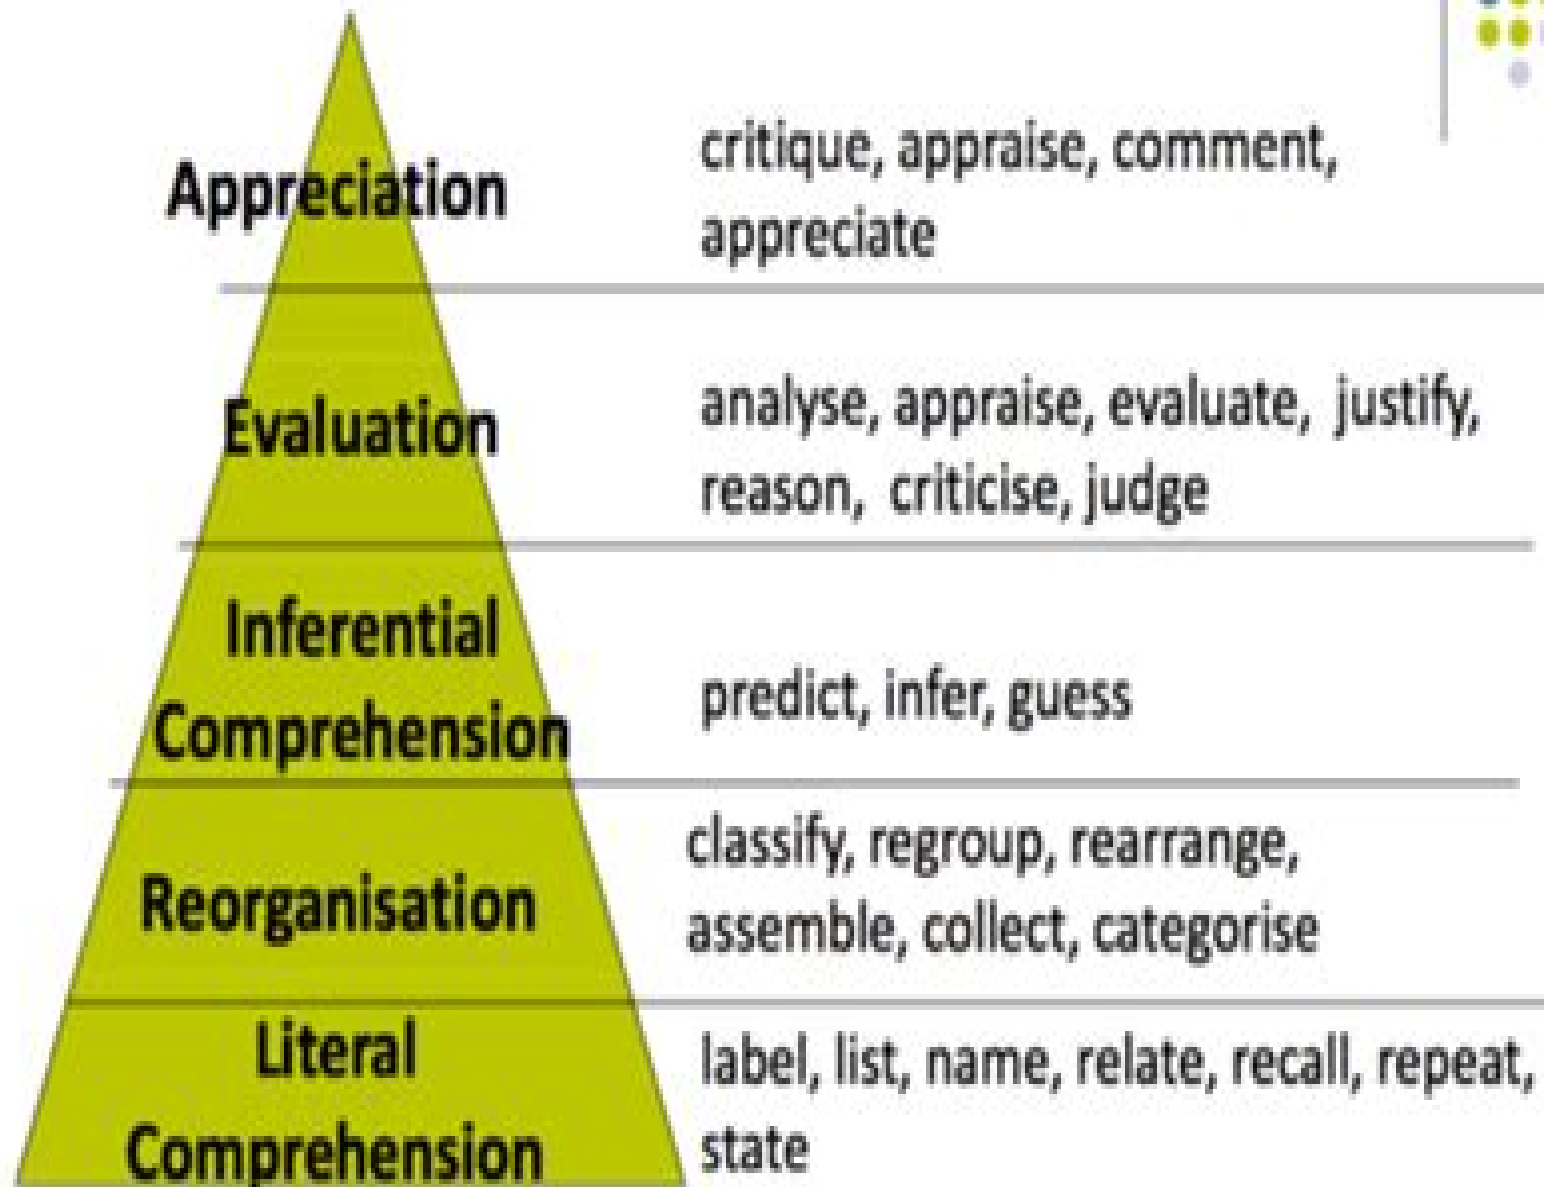 Appreciation
critique, appraise, comment,
appreciate
Evaluation
analyse, appraise, evaluate, justify,
reason, criticise, judge
Inferential
Comprehension
predict, infer, guess
Reorganisation
classify, regroup, rearrange,
assemble, collect, categorise
Literal
Comprehension
label, list, name, relate, recall, repeat,
state